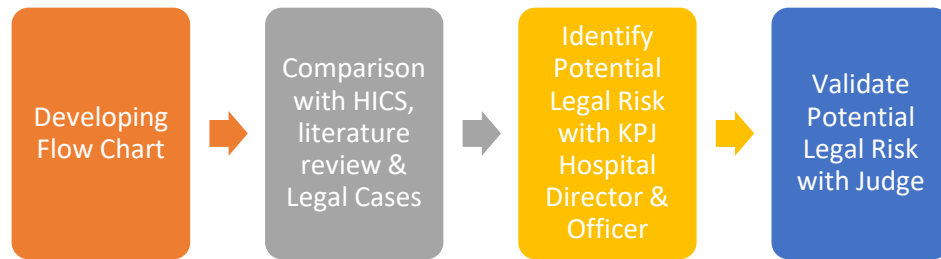 Developing
Flow Chart
Comparison
with HICS,
literature
review &
Legal Cases
Identify
Potential
Legal Risk
with KPJ
Hospital
Director &
Officer
Validate
Potential
Legal Risk
with Judge